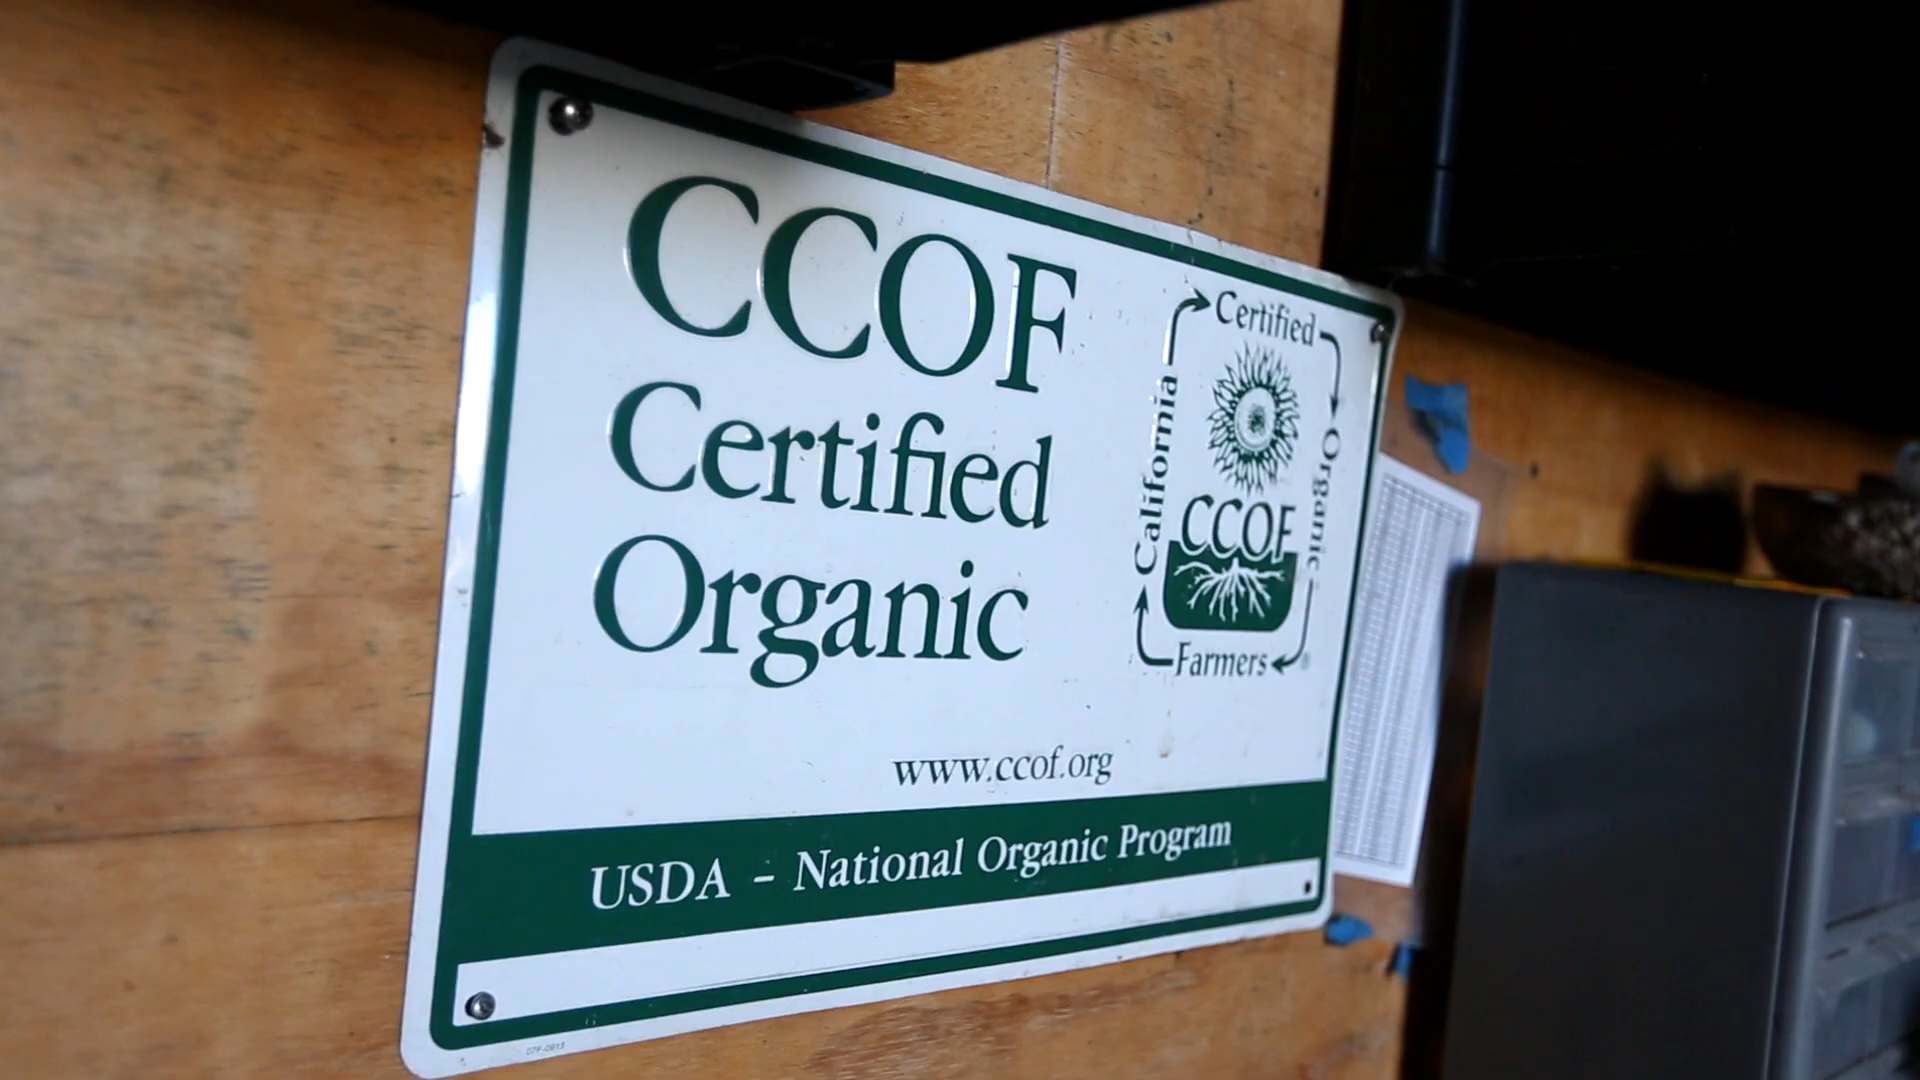 CCOF
Certified
Organic
Certified
California
Organic
CCOF
Farmers
®
www.ccof.org
USDA - National Organic Program